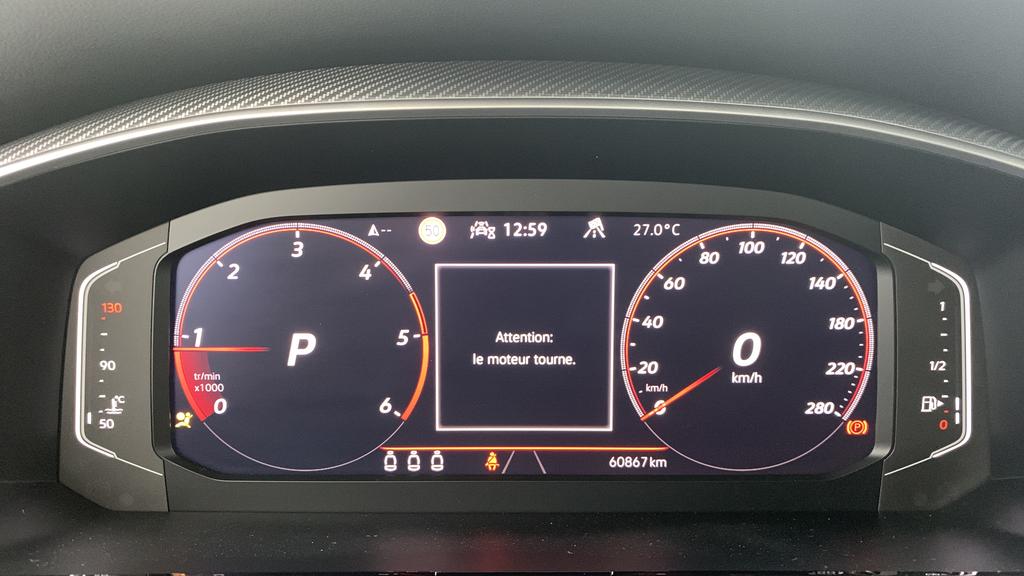 --
50
12:59
27.0°C
1
2
3
4
5
6
0
tr/min
x1000
P
Attention:
le moteur tourne.
0
20
40
60
80
100
120
140
180
220
280
0
km/h
km/h
130
90
50
°C
1
1/2
0
(P)
60867 km